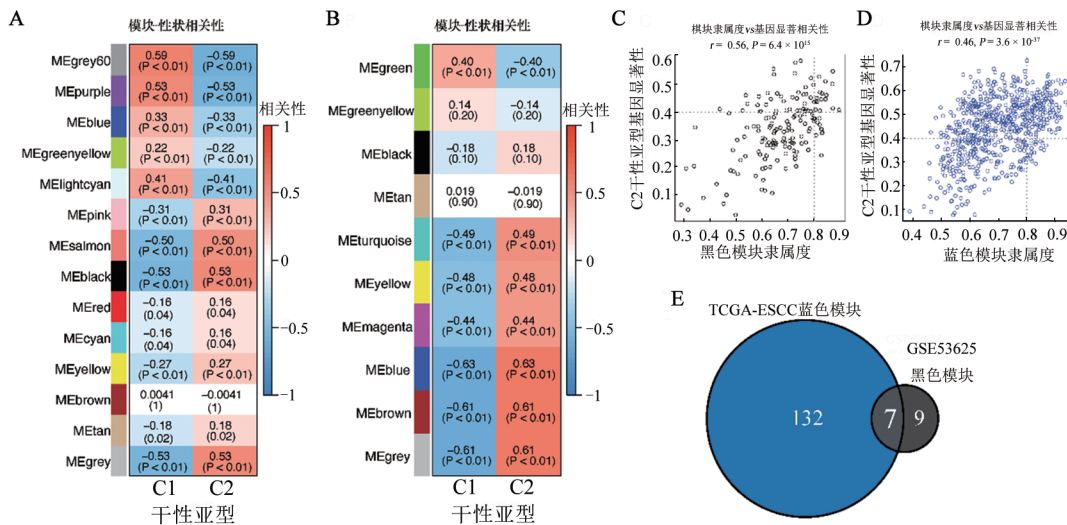 A
模块-性状相关性
MEgrey60 0.59 −0.59
(P < 0.01) (P < 0.01)
MEpurple 0.53 −0.53
(P < 0.01) (P < 0.01)
MEblue 0.33 −0.33
(P < 0.01) (P < 0.01)
MEgreenyellow 0.22 −0.22
(P < 0.01) (P < 0.01)
MElightcyan 0.41 −0.41
(P < 0.01) (P < 0.01)
MEpink −0.31 0.31
(P < 0.01) (P < 0.01)
MEsalmon −0.50 0.50
(P < 0.01) (P < 0.01)
MEblack −0.53 0.53
(P < 0.01) (P < 0.01)
MEred −0.16 0.16
(0.04) (0.04)
MEcyan −0.16 0.16
(0.04) (0.04)
MEyellow −0.27 0.27
(P < 0.01) (P < 0.01)
MEbrown 0.0041 −0.0041
(1) (1)
MEtan −0.18 0.18
(0.02) (0.02)
MEgrey −0.53 0.53
(P < 0.01) (P < 0.01)
C1 C2
干性亚型
相关性
1
0.5
0
−0.5
−1
B
模块-性状相关性
MEgreen 0.40 −0.40
(P < 0.01) (P < 0.01)
MEgreenyellow 0.14 −0.14
(0.20) (0.20)
MEblack −0.18 0.18
(0.10) (0.10)
MEtan 0.019 −0.019
(0.90) (0.90)
MEturquoise −0.49 0.49
(P < 0.01) (P < 0.01)
MEyellow −0.48 0.48
(P < 0.01) (P < 0.01)
MEmagenta −0.44 0.44
(P < 0.01) (P < 0.01)
MEblue −0.63 0.63
(P < 0.01) (P < 0.01)
MEbrown −0.61 0.61
(P < 0.01) (P < 0.01)
MEgrey −0.61 0.61
(P < 0.01) (P < 0.01)
C1 C2
干性亚型
相关性
1
0.5
0
−0.5
−1
C
棋块隶属度vs基因显著相关性
r = 0.56, P = 6.4 × 10¹⁵
C2干性亚型基因显著性
0.6
0.5
0.4
0.3
0.2
0.1
0.3 0.4 0.5 0.6 0.7 0.8 0.9
黑色模块隶属度
D
棋块隶属度vs基因显著相关性
r = 0.46, P = 3.6 × 10⁻³⁷
C2干性亚型基因显著性
0.7
0.6
0.5
0.4
0.3
0.2
0.1
0.4 0.5 0.6 0.7 0.8 0.9
蓝色模块隶属度
E
TCGA-ESCC蓝色模块
GSE53625
黑色模块
132 7 9